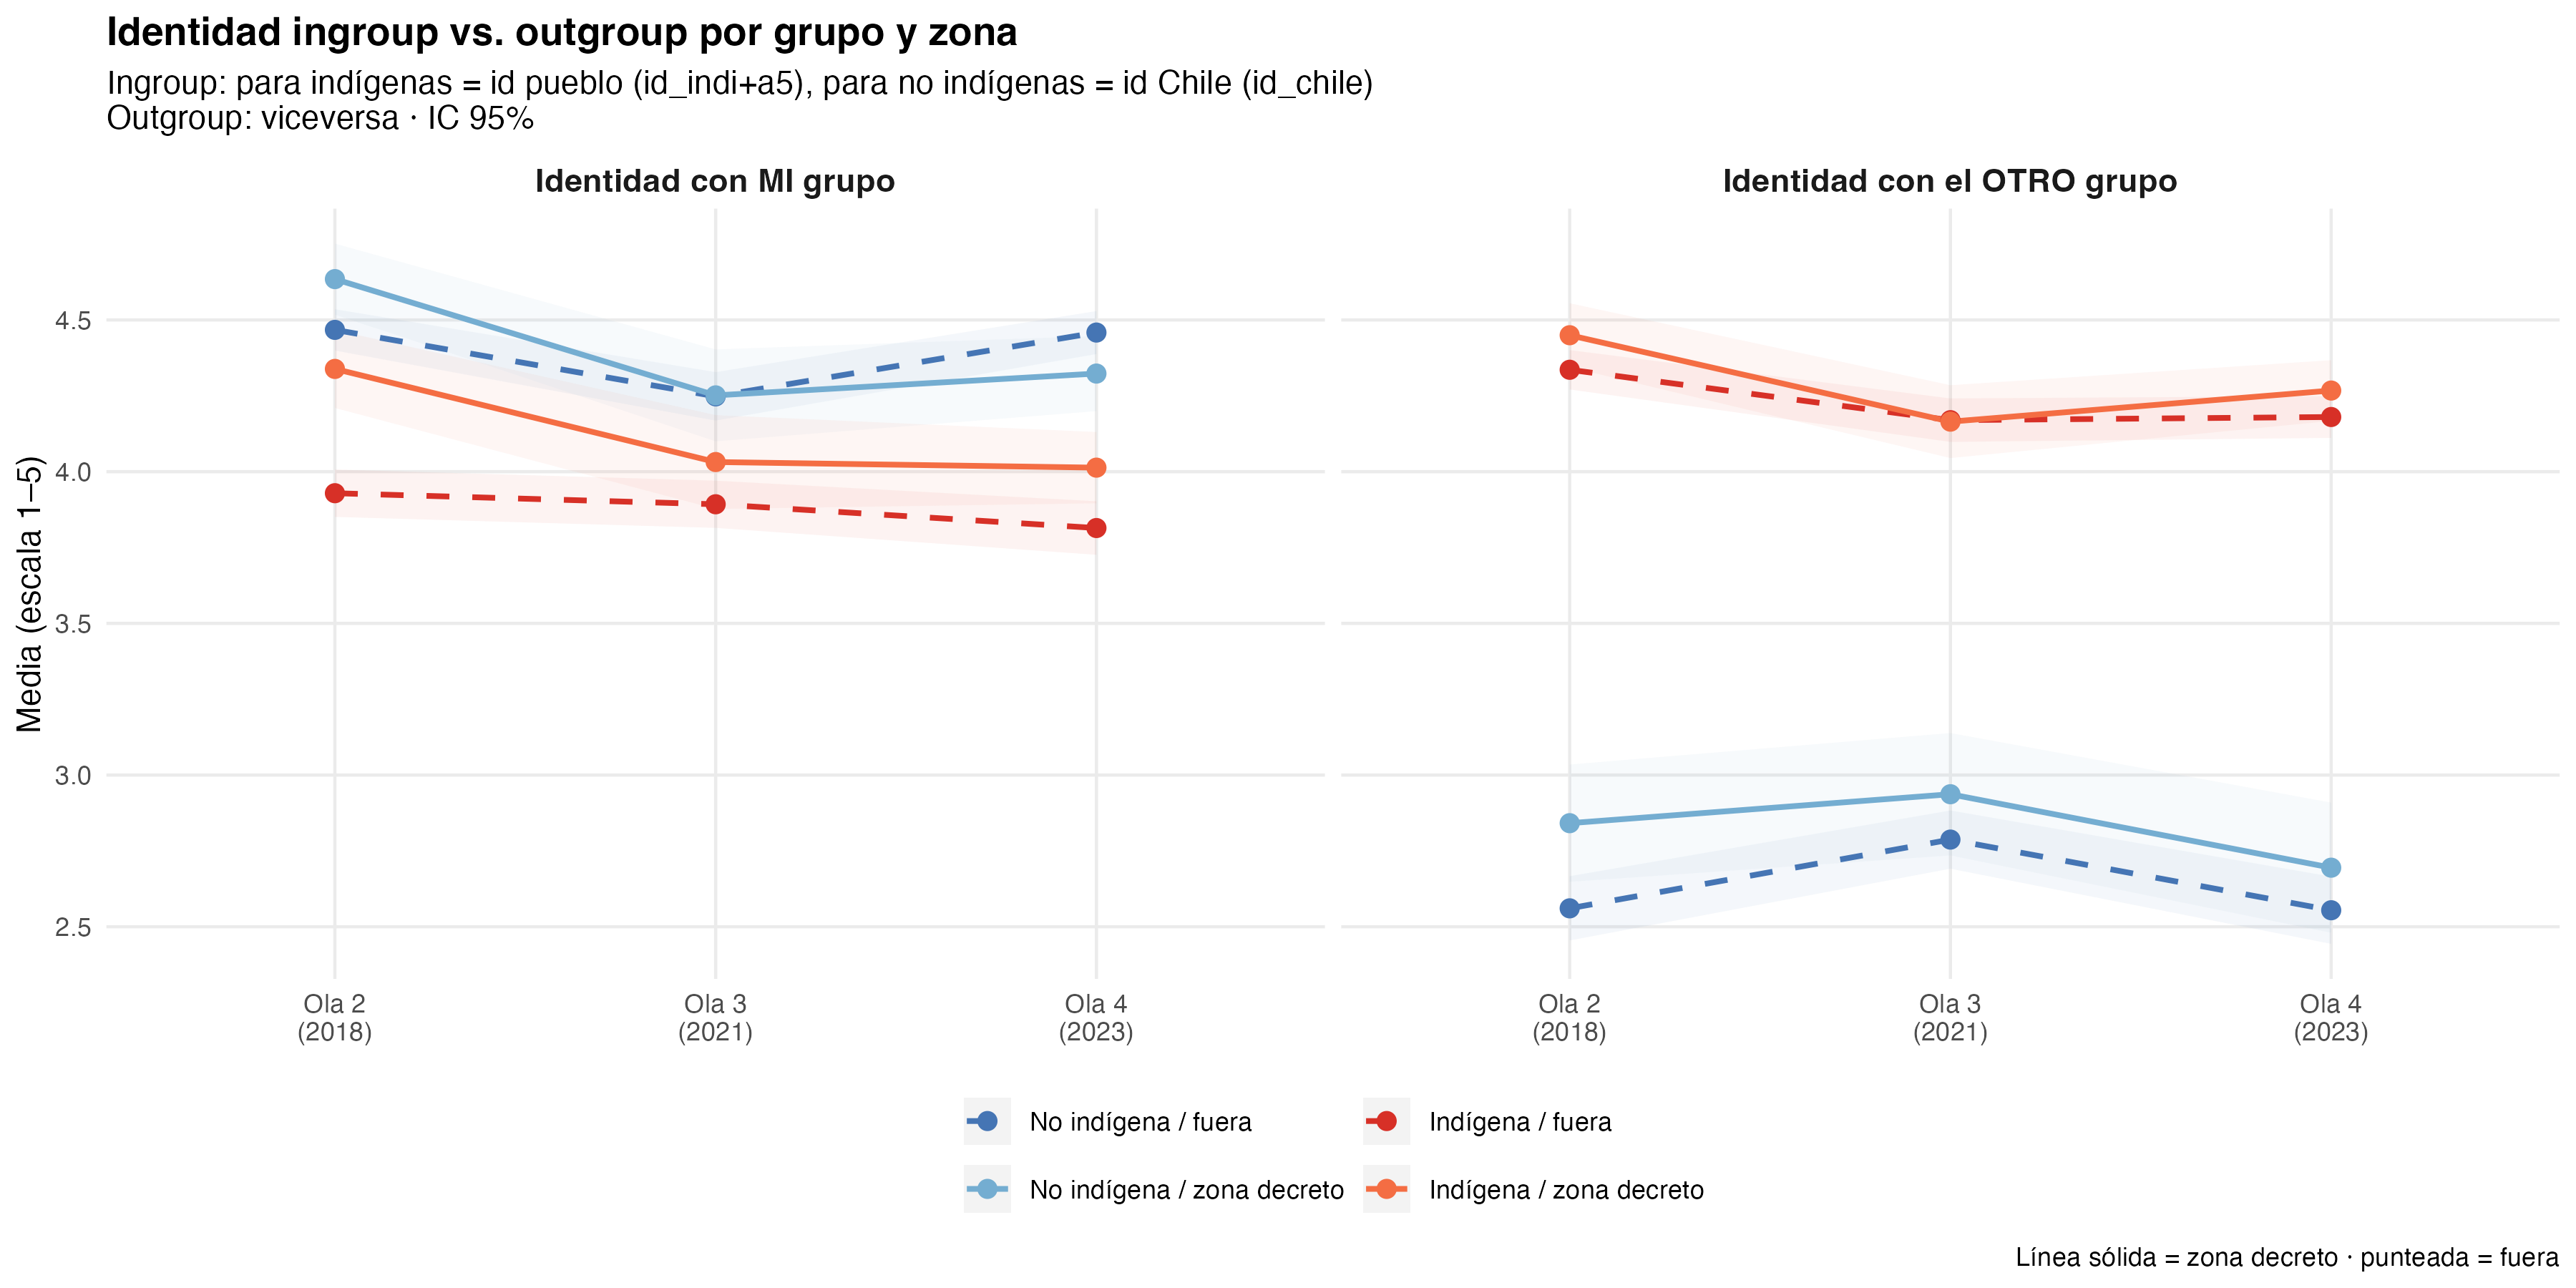 Identidad ingroup vs. outgroup por grupo y zona
Ingroup: para indígenas = id pueblo (id_indi+a5), para no indígenas = id Chile (id_chile)
Outgroup: viceversa · IC 95%
Identidad con MI grupo
Identidad con el OTRO grupo
Media (escala 1–5)
4.5
4.0
3.5
3.0
2.5
Ola 2
(2018)
Ola 3
(2021)
Ola 4
(2023)
Ola 2
(2018)
Ola 3
(2021)
Ola 4
(2023)
No indígena / fuera
Indígena / fuera
No indígena / zona decreto
Indígena / zona decreto
Línea sólida = zona decreto · punteada = fuera